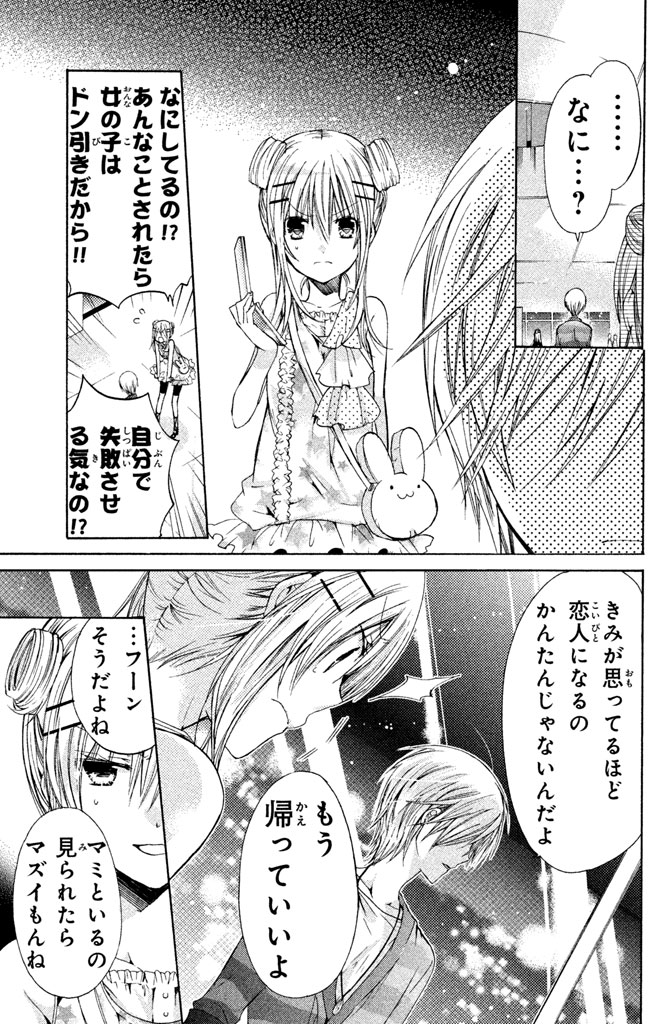 ……
なに…？
なにしてるの!?
あんなことされたら
女の子は
ドン引きだから!!
自分で
失敗させ
る気なの!?
きみが思ってるほど
恋人になるの
かんたんじゃないんだよ
もう
帰っていいよ
…フーン
そうだよね
マミといるの
見られたら
マズイもんね